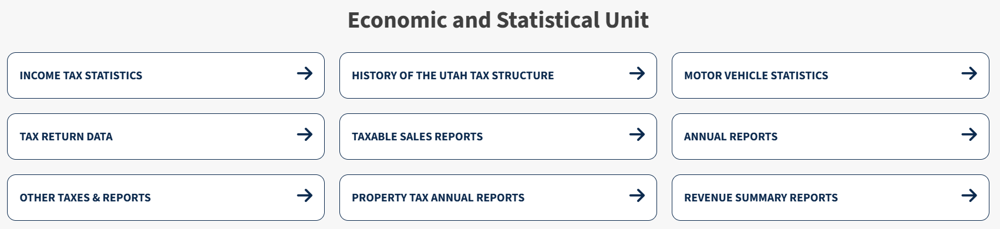 Economic and Statistical Unit
INCOME TAX STATISTICS
HISTORY OF THE UTAH TAX STRUCTURE
MOTOR VEHICLE STATISTICS
TAX RETURN DATA
TAXABLE SALES REPORTS
ANNUAL REPORTS
OTHER TAXES & REPORTS
PROPERTY TAX ANNUAL REPORTS
REVENUE SUMMARY REPORTS